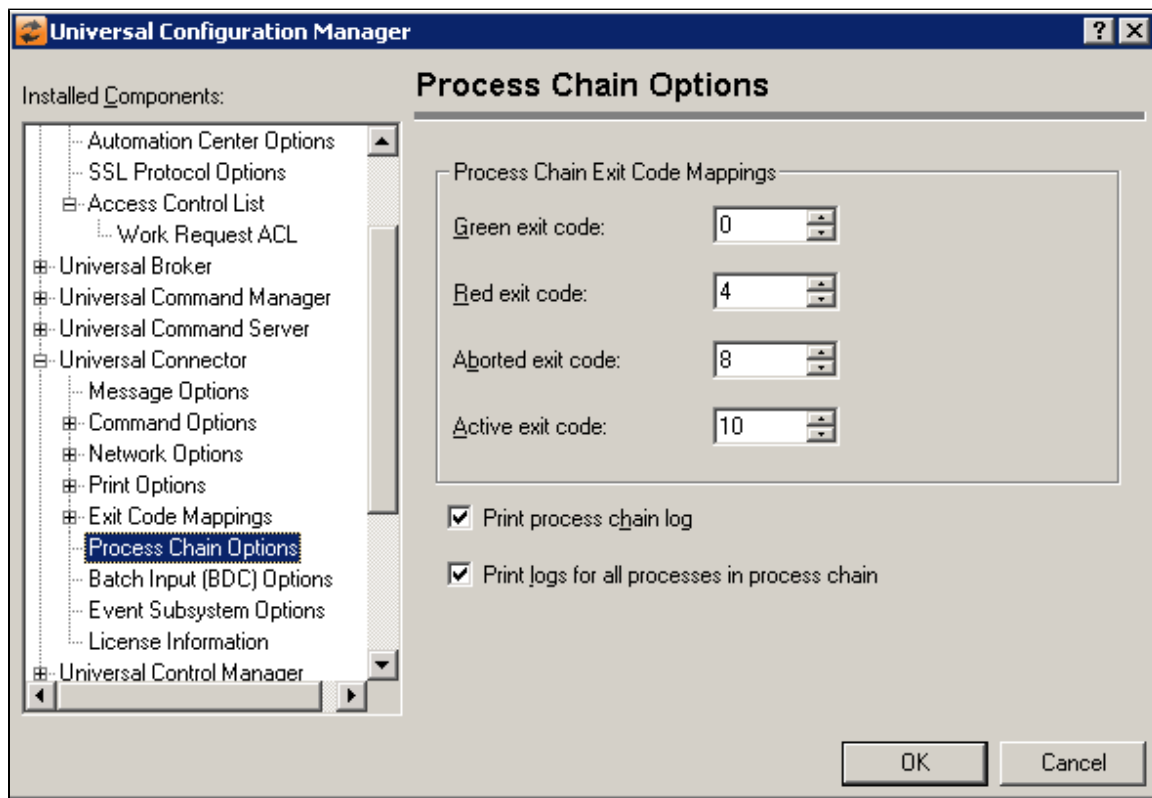 Universal Configuration Manager
Installed Components:
Automation Center Options
SSL Protocol Options
Access Control List
Work Request ACL
Universal Broker
Universal Command Manager
Universal Command Server
Universal Connector
Message Options
Command Options
Network Options
Print Options
Exit Code Mappings
Process Chain Options
Batch Input (BDC) Options
Event Subsystem Options
License Information
Universal Control Manager
Process Chain Options
Process Chain Exit Code Mappings
Green exit code: 0
Red exit code: 4
Aborted exit code: 8
Active exit code: 10
Print process chain log
Print logs for all processes in process chain
OK Cancel